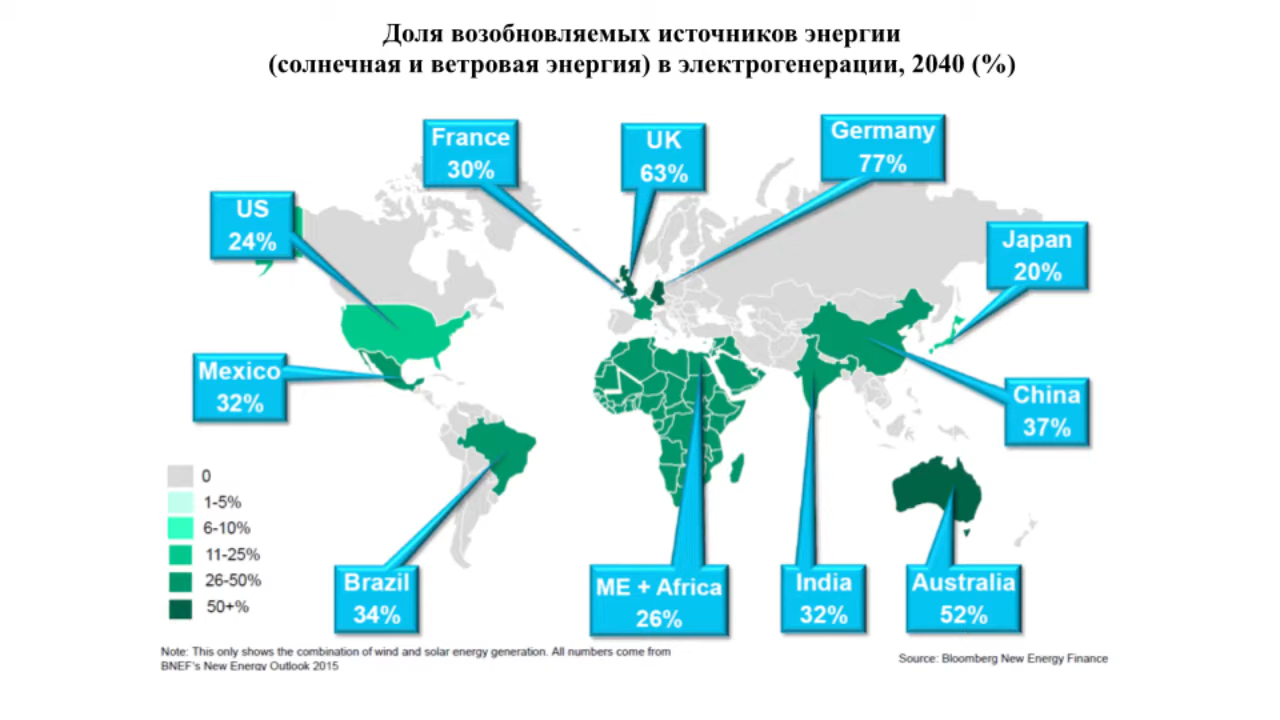 Доля возобновляемых источников энергии
(солнечная и ветровая энергия) в электрогенерации, 2040 (%)
France
30%
UK
63%
Germany
77%
US
24%
Japan
20%
Mexico
32%
China
37%
0
1-5%
6-10%
11-25%
26-50%
50+%
Brazil
34%
ME + Africa
26%
India
32%
Australia
52%
Note: This only shows the combination of wind and solar energy generation. All numbers come from
BNEF's New Energy Outlook 2015
Source: Bloomberg New Energy Finance